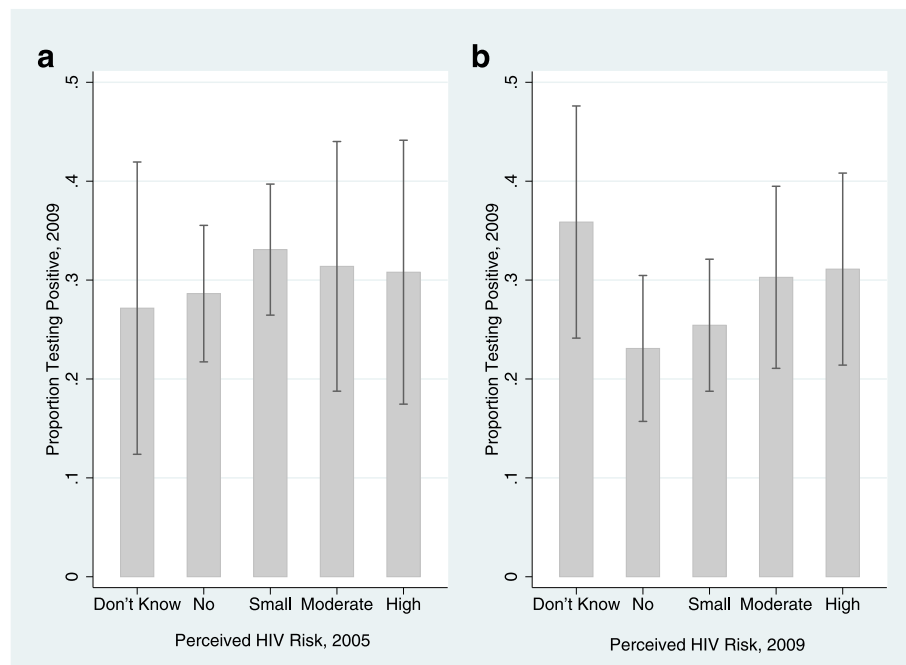 a
Proportion Testing Positive, 2009
.5
.4
.3
.2
.1
0
Don't Know No Small Moderate High
Perceived HIV Risk, 2005
b
Proportion Testing Positive, 2009
.5
.4
.3
.2
.1
0
Don't Know No Small Moderate High
Perceived HIV Risk, 2009